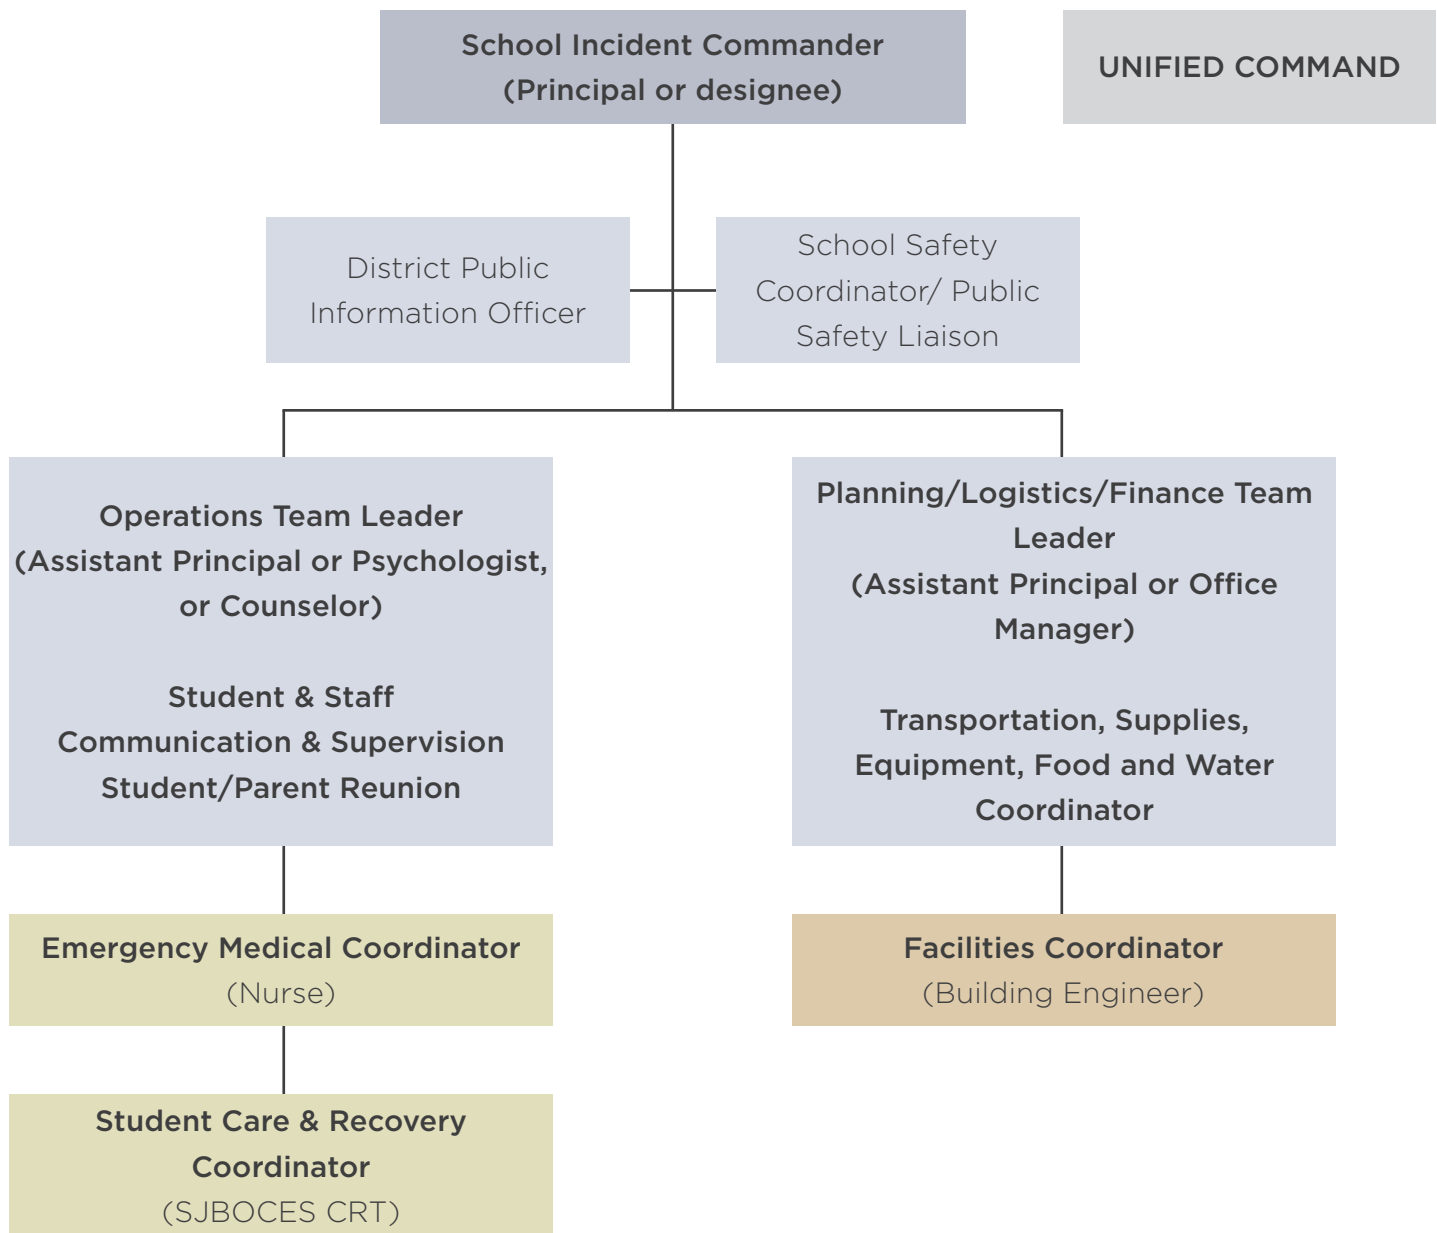 School Incident Commander
(Principal or designee)
UNIFIED COMMAND
District Public
Information Officer
School Safety
Coordinator/ Public
Safety Liaison
Operations Team Leader
(Assistant Principal or Psychologist,
or Counselor)
Student & Staff
Communication & Supervision
Student/Parent Reunion
Planning/Logistics/Finance Team
Leader
(Assistant Principal or Office
Manager)
Transportation, Supplies,
Equipment, Food and Water
Coordinator
Emergency Medical Coordinator
(Nurse)
Facilities Coordinator
(Building Engineer)
Student Care & Recovery
Coordinator
(SJBOCES CRT)